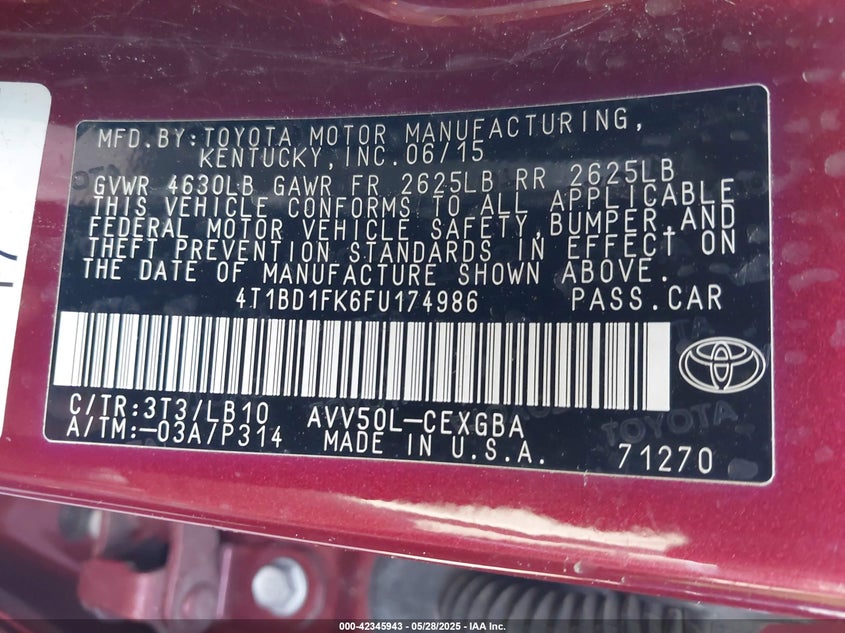 MFD.BY:TOYOTA MOTOR MANUFACTURING,
KENTUCKY,INC.06/15
GVWR 4630LB GAWR FR 2625LB RR 2625LB
THIS VEHICLE CONFORMS TO ALL APPLICABLE
FEDERAL MOTOR VEHICLE SAFETY,BUMPER,AND
THEFT PREVENTION STANDARDS IN EFFECT ON
THE DATE OF MANUFACTURE SHOWN ABOVE.
4T1BD1FK6FU174986 PASS.CAR
C/TR:3T3/LB10 AVV50L-CEXGBA
A/TM:-03A/P314 MADE IN U.S.A. 71270
TOYOTA
000-42345943 | 05/28/2025 | IAA Inc.